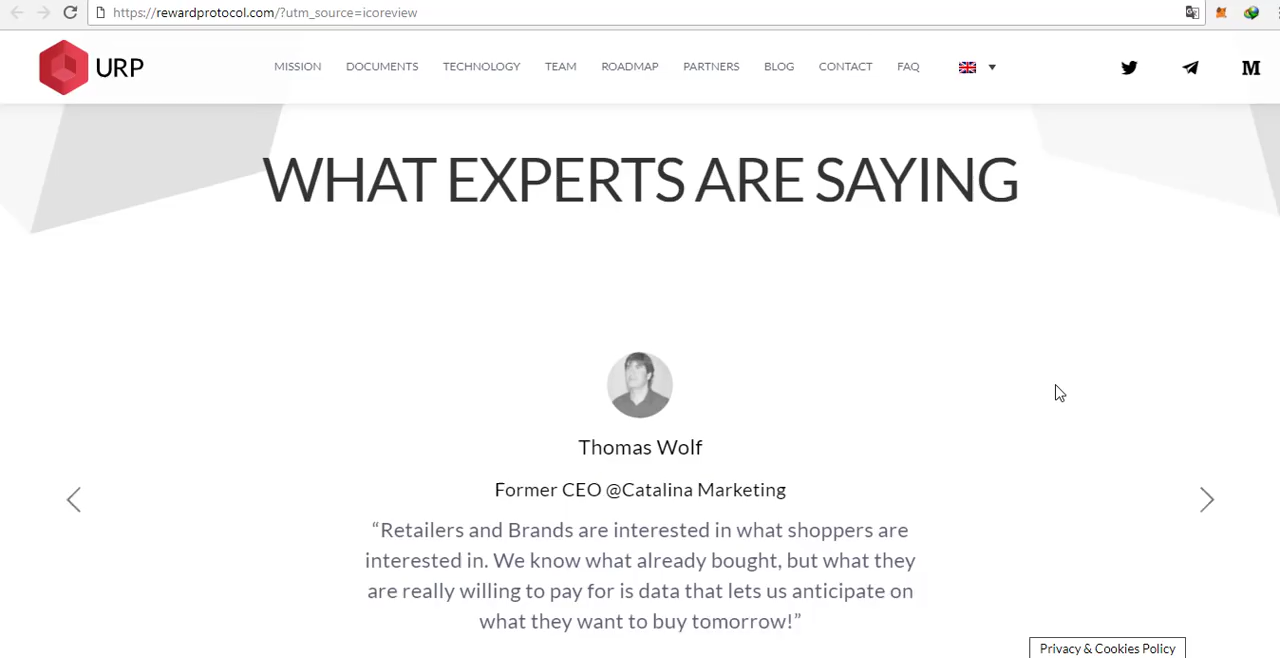 https://rewardprotocol.com/?utm_source=icoreview
URP
MISSION DOCUMENTS TECHNOLOGY TEAM ROADMAP PARTNERS BLOG CONTACT FAQ
M
WHAT EXPERTS ARE SAYING
Thomas Wolf
Former CEO @Catalina Marketing
“Retailers and Brands are interested in what shoppers are
interested in. We know what already bought, but what they
are really willing to pay for is data that lets us anticipate on
what they want to buy tomorrow!”
Privacy & Cookies Policy